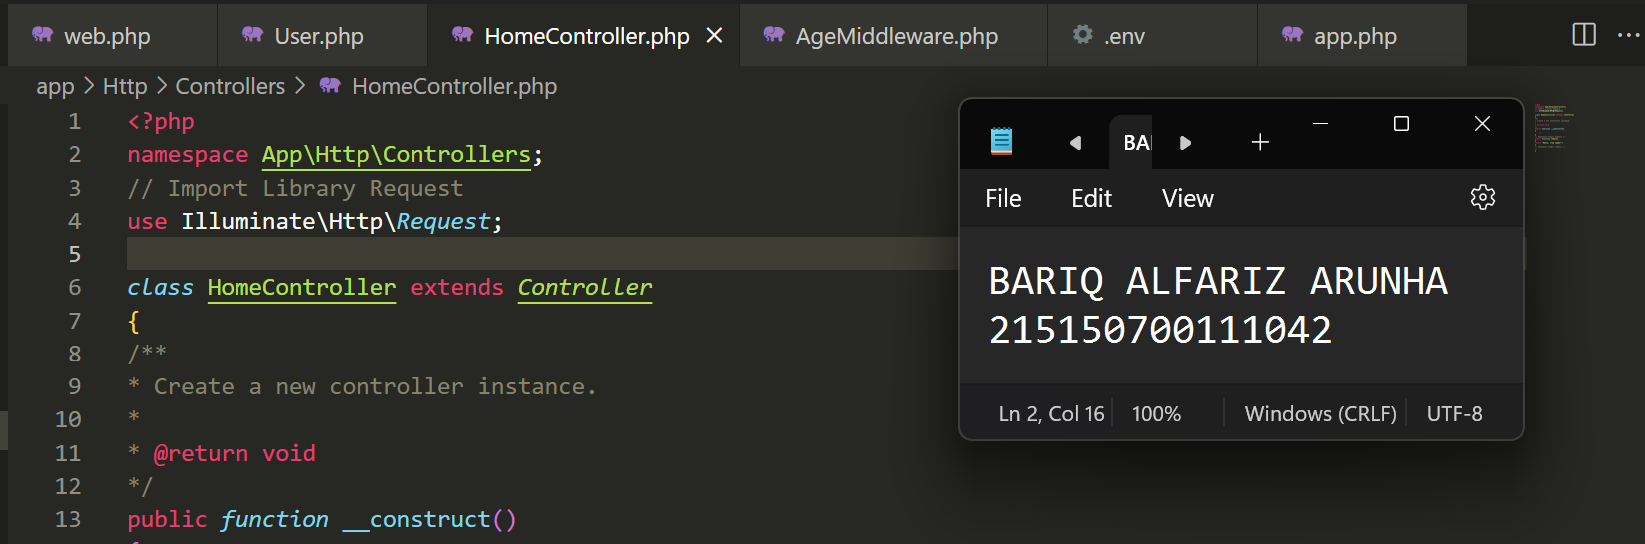 web.php
User.php
HomeController.php
AgeMiddleware.php
.env
app.php
app > Http > Controllers > HomeController.php
1 <?php
2 namespace App\Http\Controllers;
3 // Import Library Request
4 use Illuminate\Http\Request;
5
6 class HomeController extends Controller
7 {
8 /**
9 * Create a new controller instance.
10 *
11 * @return void
12 */
13 public function __construct()
BAI
File Edit View
BARIQ ALFARIZ ARUNHA
215150700111042
Ln 2, Col 16 100% Windows (CRLF) UTF-8